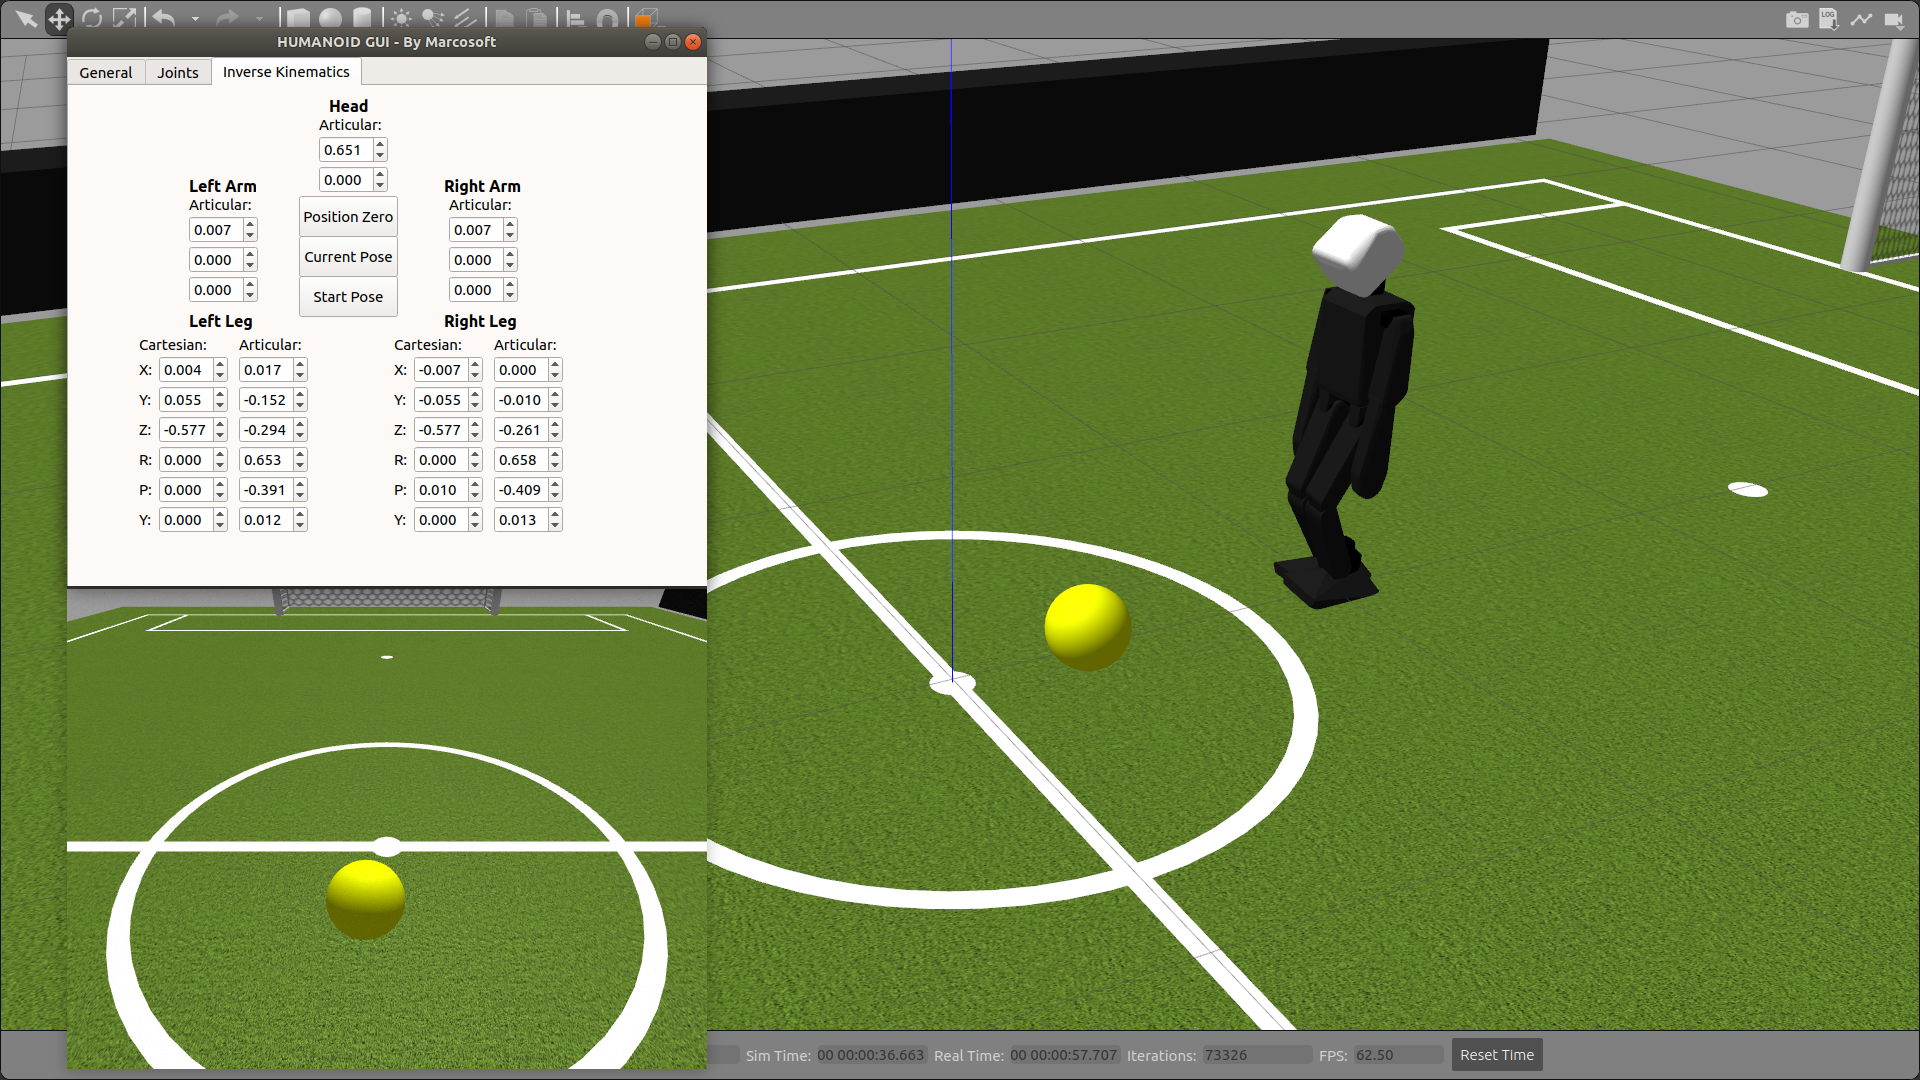 LOG
HUMANOID GUI - By Marcosoft
General Joints Inverse Kinematics
Head
Articular:
0.651
0.000
Left Arm
Articular:
0.007
0.000
0.000
Position Zero
Current Pose
Start Pose
Right Arm
Articular:
0.007
0.000
0.000
Left Leg
Cartesian: Articular:
X: 0.004 0.017
Y: 0.055 -0.152
Z: -0.577 -0.294
R: 0.000 0.653
P: 0.000 -0.391
Y: 0.000 0.012
Right Leg
Cartesian: Articular:
X: -0.007 0.000
Y: -0.055 -0.010
Z: -0.577 -0.261
R: 0.000 0.658
P: 0.010 -0.409
Y: 0.000 0.013
Sim Time: 00 00:00:36.663 Real Time: 00 00:00:57.707 Iterations: 73326 FPS: 62.50 Reset Time